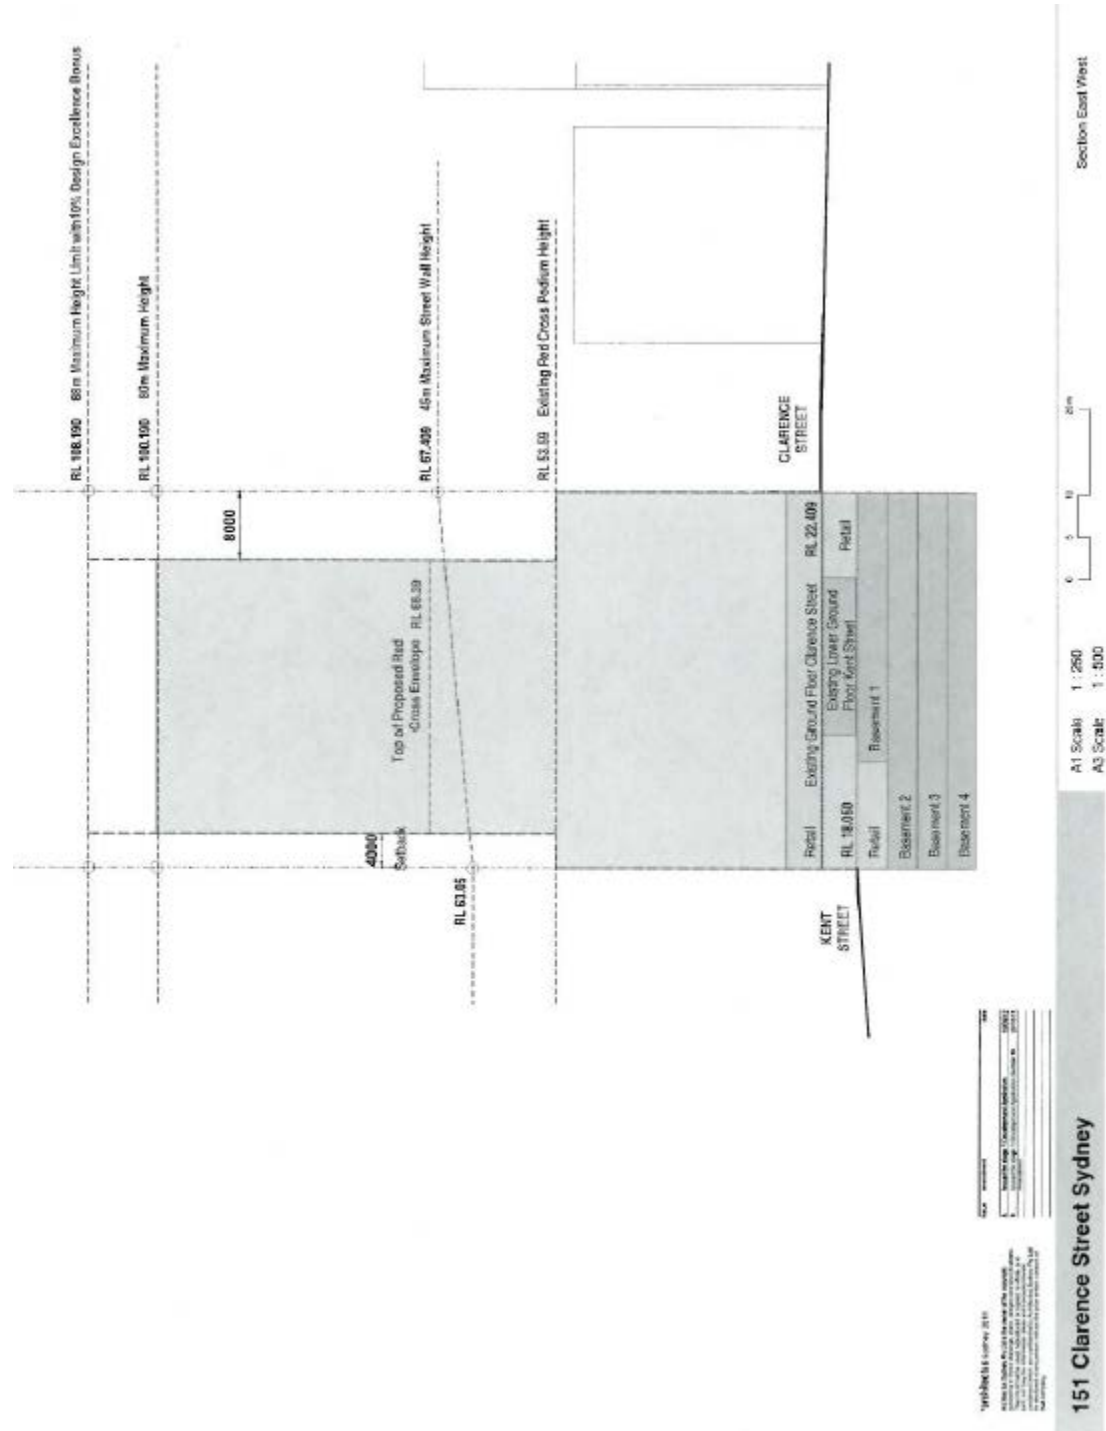 RL 108.190 88m Maximum Height Limit with 10% Design Excellence Bonus
RL 100.190 80m Maximum Height
8000
RL 67.409 45m Maximum Street Wall Height
RL 53.59 Existing Red Cross Podium Height
Top of Proposed Red
Cross Envelope RL 66.39
4000
Setback
RL 63.05
CLARENCE
STREET
Retail Existing Ground Floor Clarence Street RL 22.409
RL 18.050 Existing Lower Ground
Floor Kent Street Retail
Retail Basement 1
Basement 2
Basement 3
Basement 4
KENT
STREET
151 Clarence Street Sydney
A1 Scale 1 : 250
A3 Scale 1 : 500
0 5 10 20m
Section East West